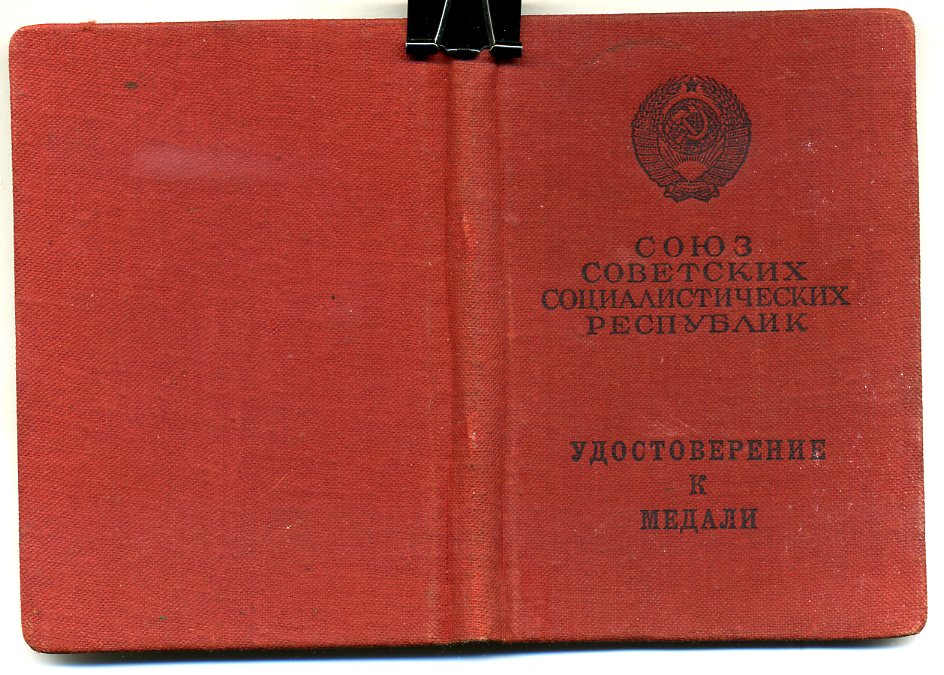 СОЮЗ
СОВЕТСКИХ
СОЦИАЛИСТИЧЕСКИХ
РЕСПУБЛИК
УДОСТОВЕРЕНИЕ
К
МЕДАЛИ